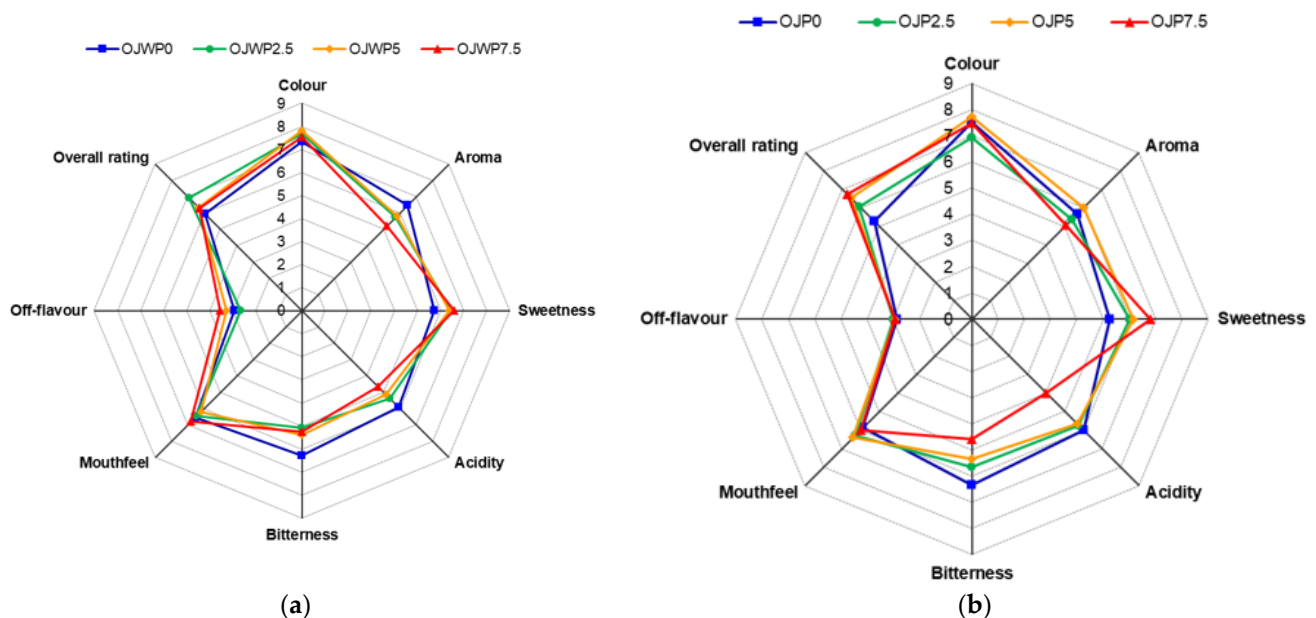 OJWP0 OJWP2.5 OJWP5 OJWP7.5
Colour
9
8
7
6
5
4
3
2
1
0
Overall rating
Aroma
Off-flavour
Sweetness
Mouthfeel
Acidity
Bitterness
(a)
OJP0 OJP2.5 OJP5 OJP7.5
Colour
9
8
7
6
5
4
3
2
1
0
Overall rating
Aroma
Off-flavour
Sweetness
Mouthfeel
Acidity
Bitterness
(b)